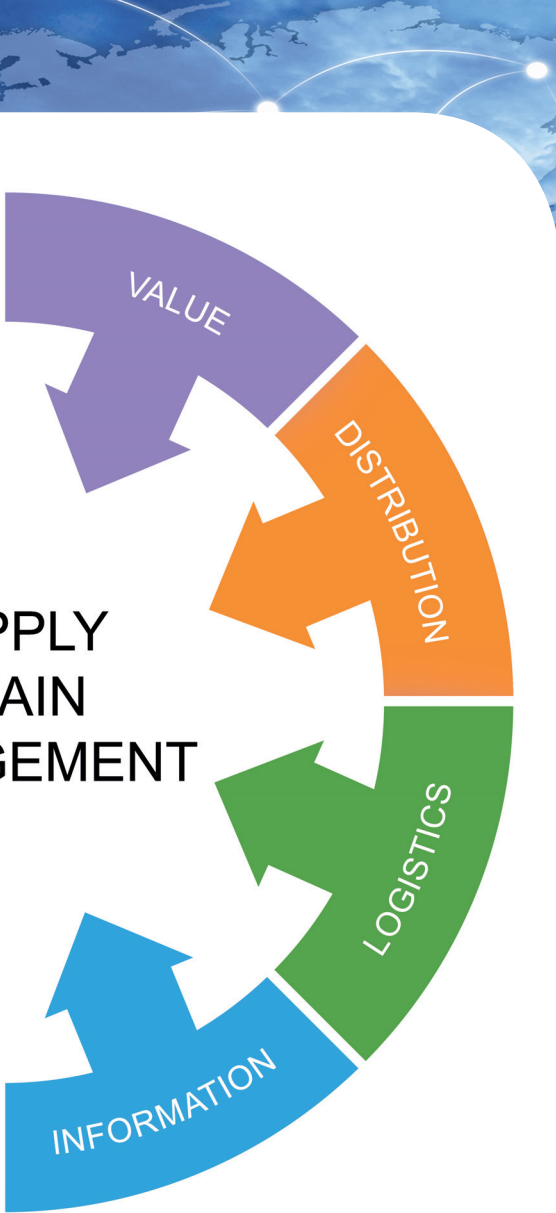 VALUE
DISTRIBUTION
PPLY
AIN
GEMENT
LOGISTICS
INFORMATION